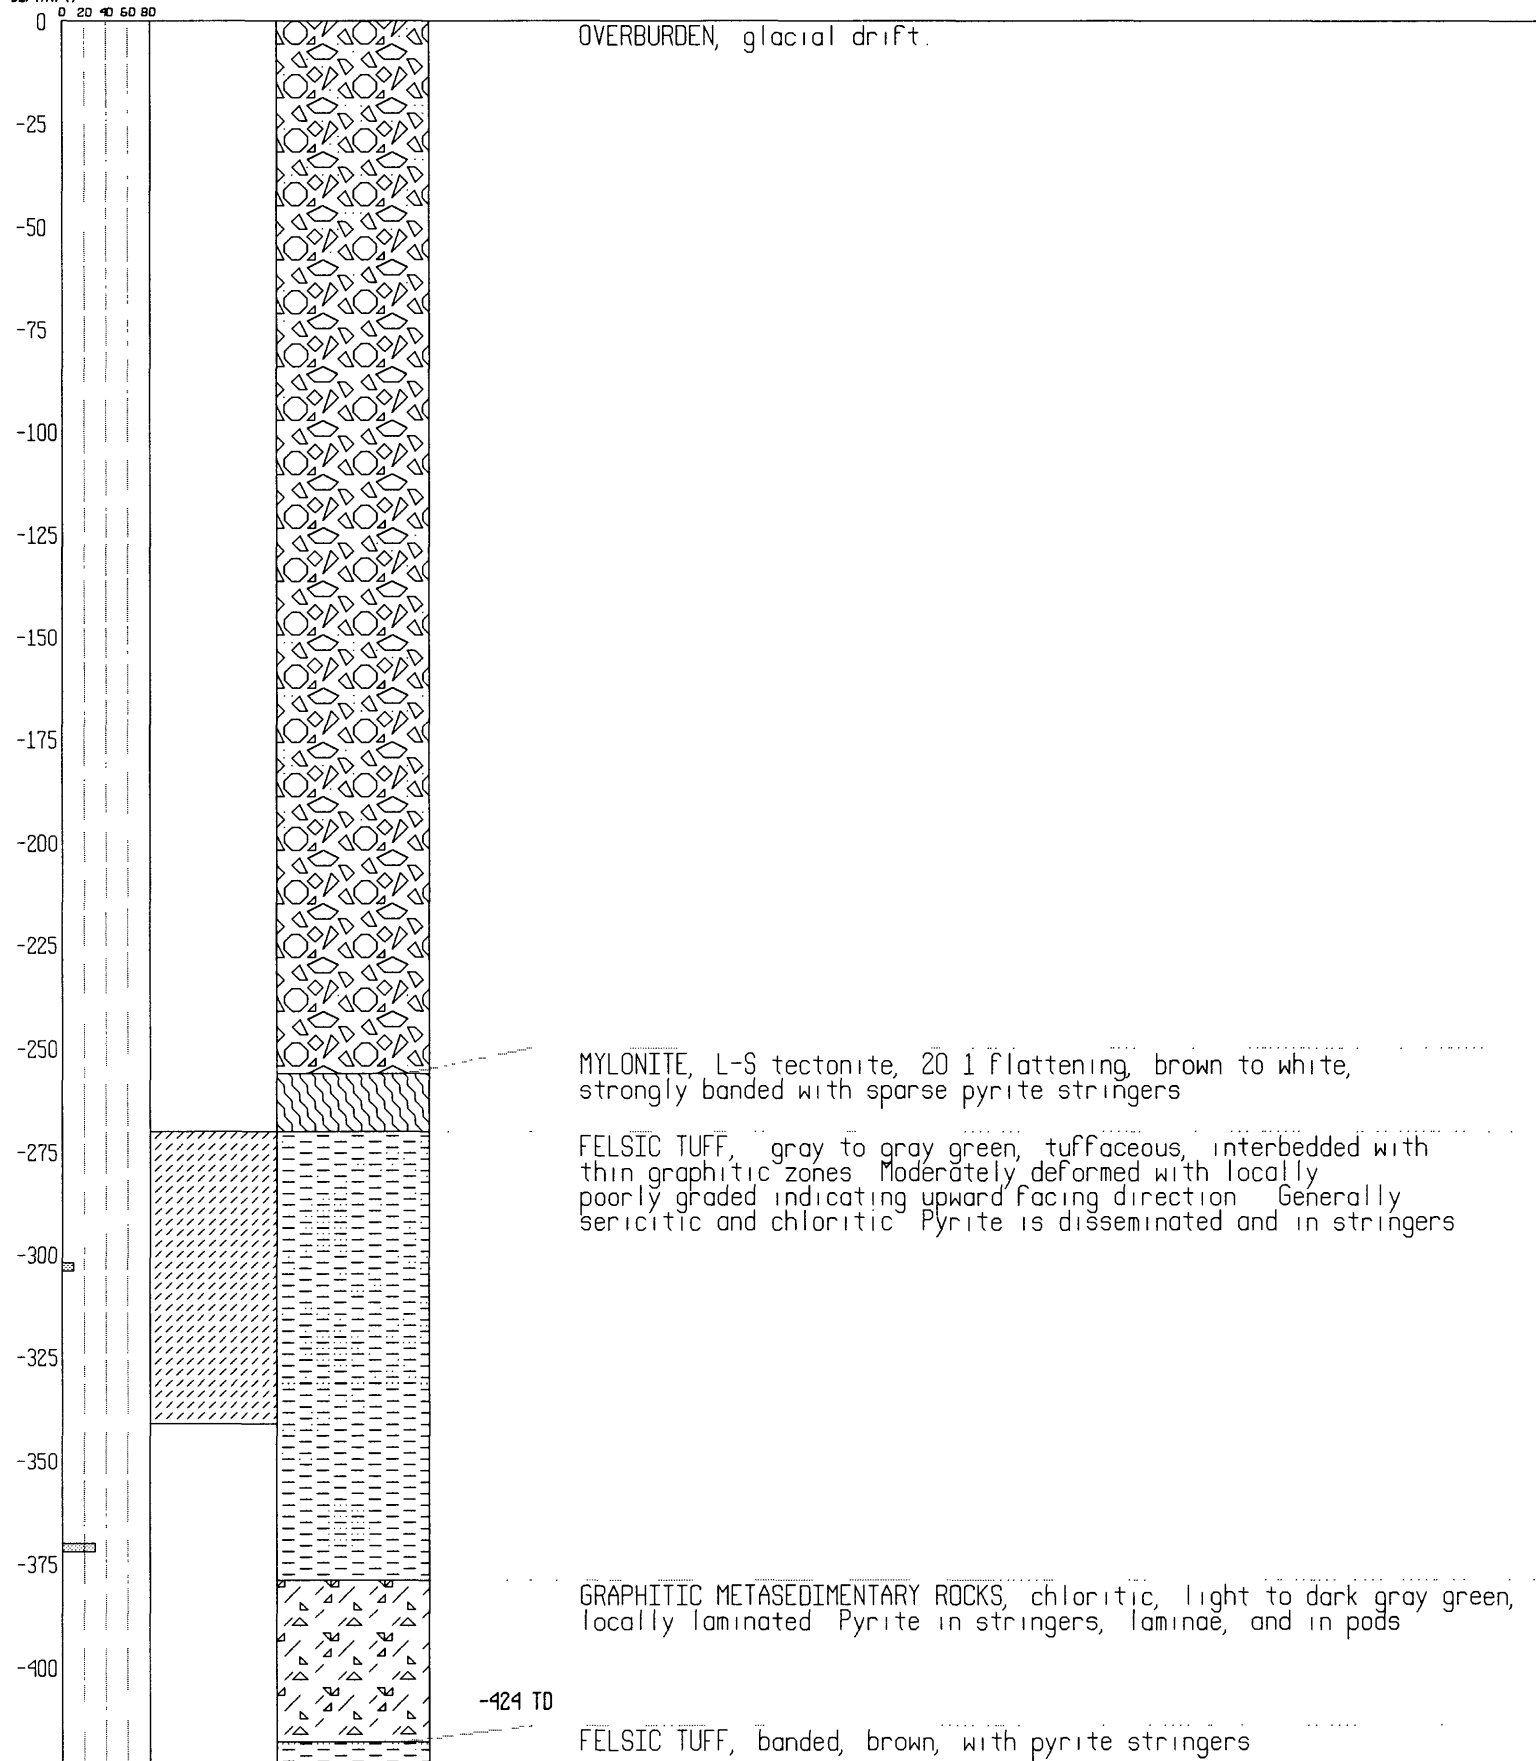 0 20 40 60 80
0
OVERBURDEN, glacial drift.
-25
-50
-75
-100
-125
-150
-175
-200
-225
-250
MYLONITE, L-S tectonite, 20 1 flattening, brown to white,
strongly banded with sparse pyrite stringers
-275
FELSIC TUFF, gray to gray green, tuffaceous, interbedded with
thin graphitic zones Moderately deformed with locally
poorly graded indicating upward facing direction Generally
sericitic and chloritic Pyrite is disseminated and in stringers
-300
-325
-350
-375
GRAPHITIC METASEDIMENTARY ROCKS, chloritic, light to dark gray green,
locally laminated Pyrite in stringers, laminae, and in pods
-400
-424 TD
FELSIC TUFF, banded, brown, with pyrite stringers